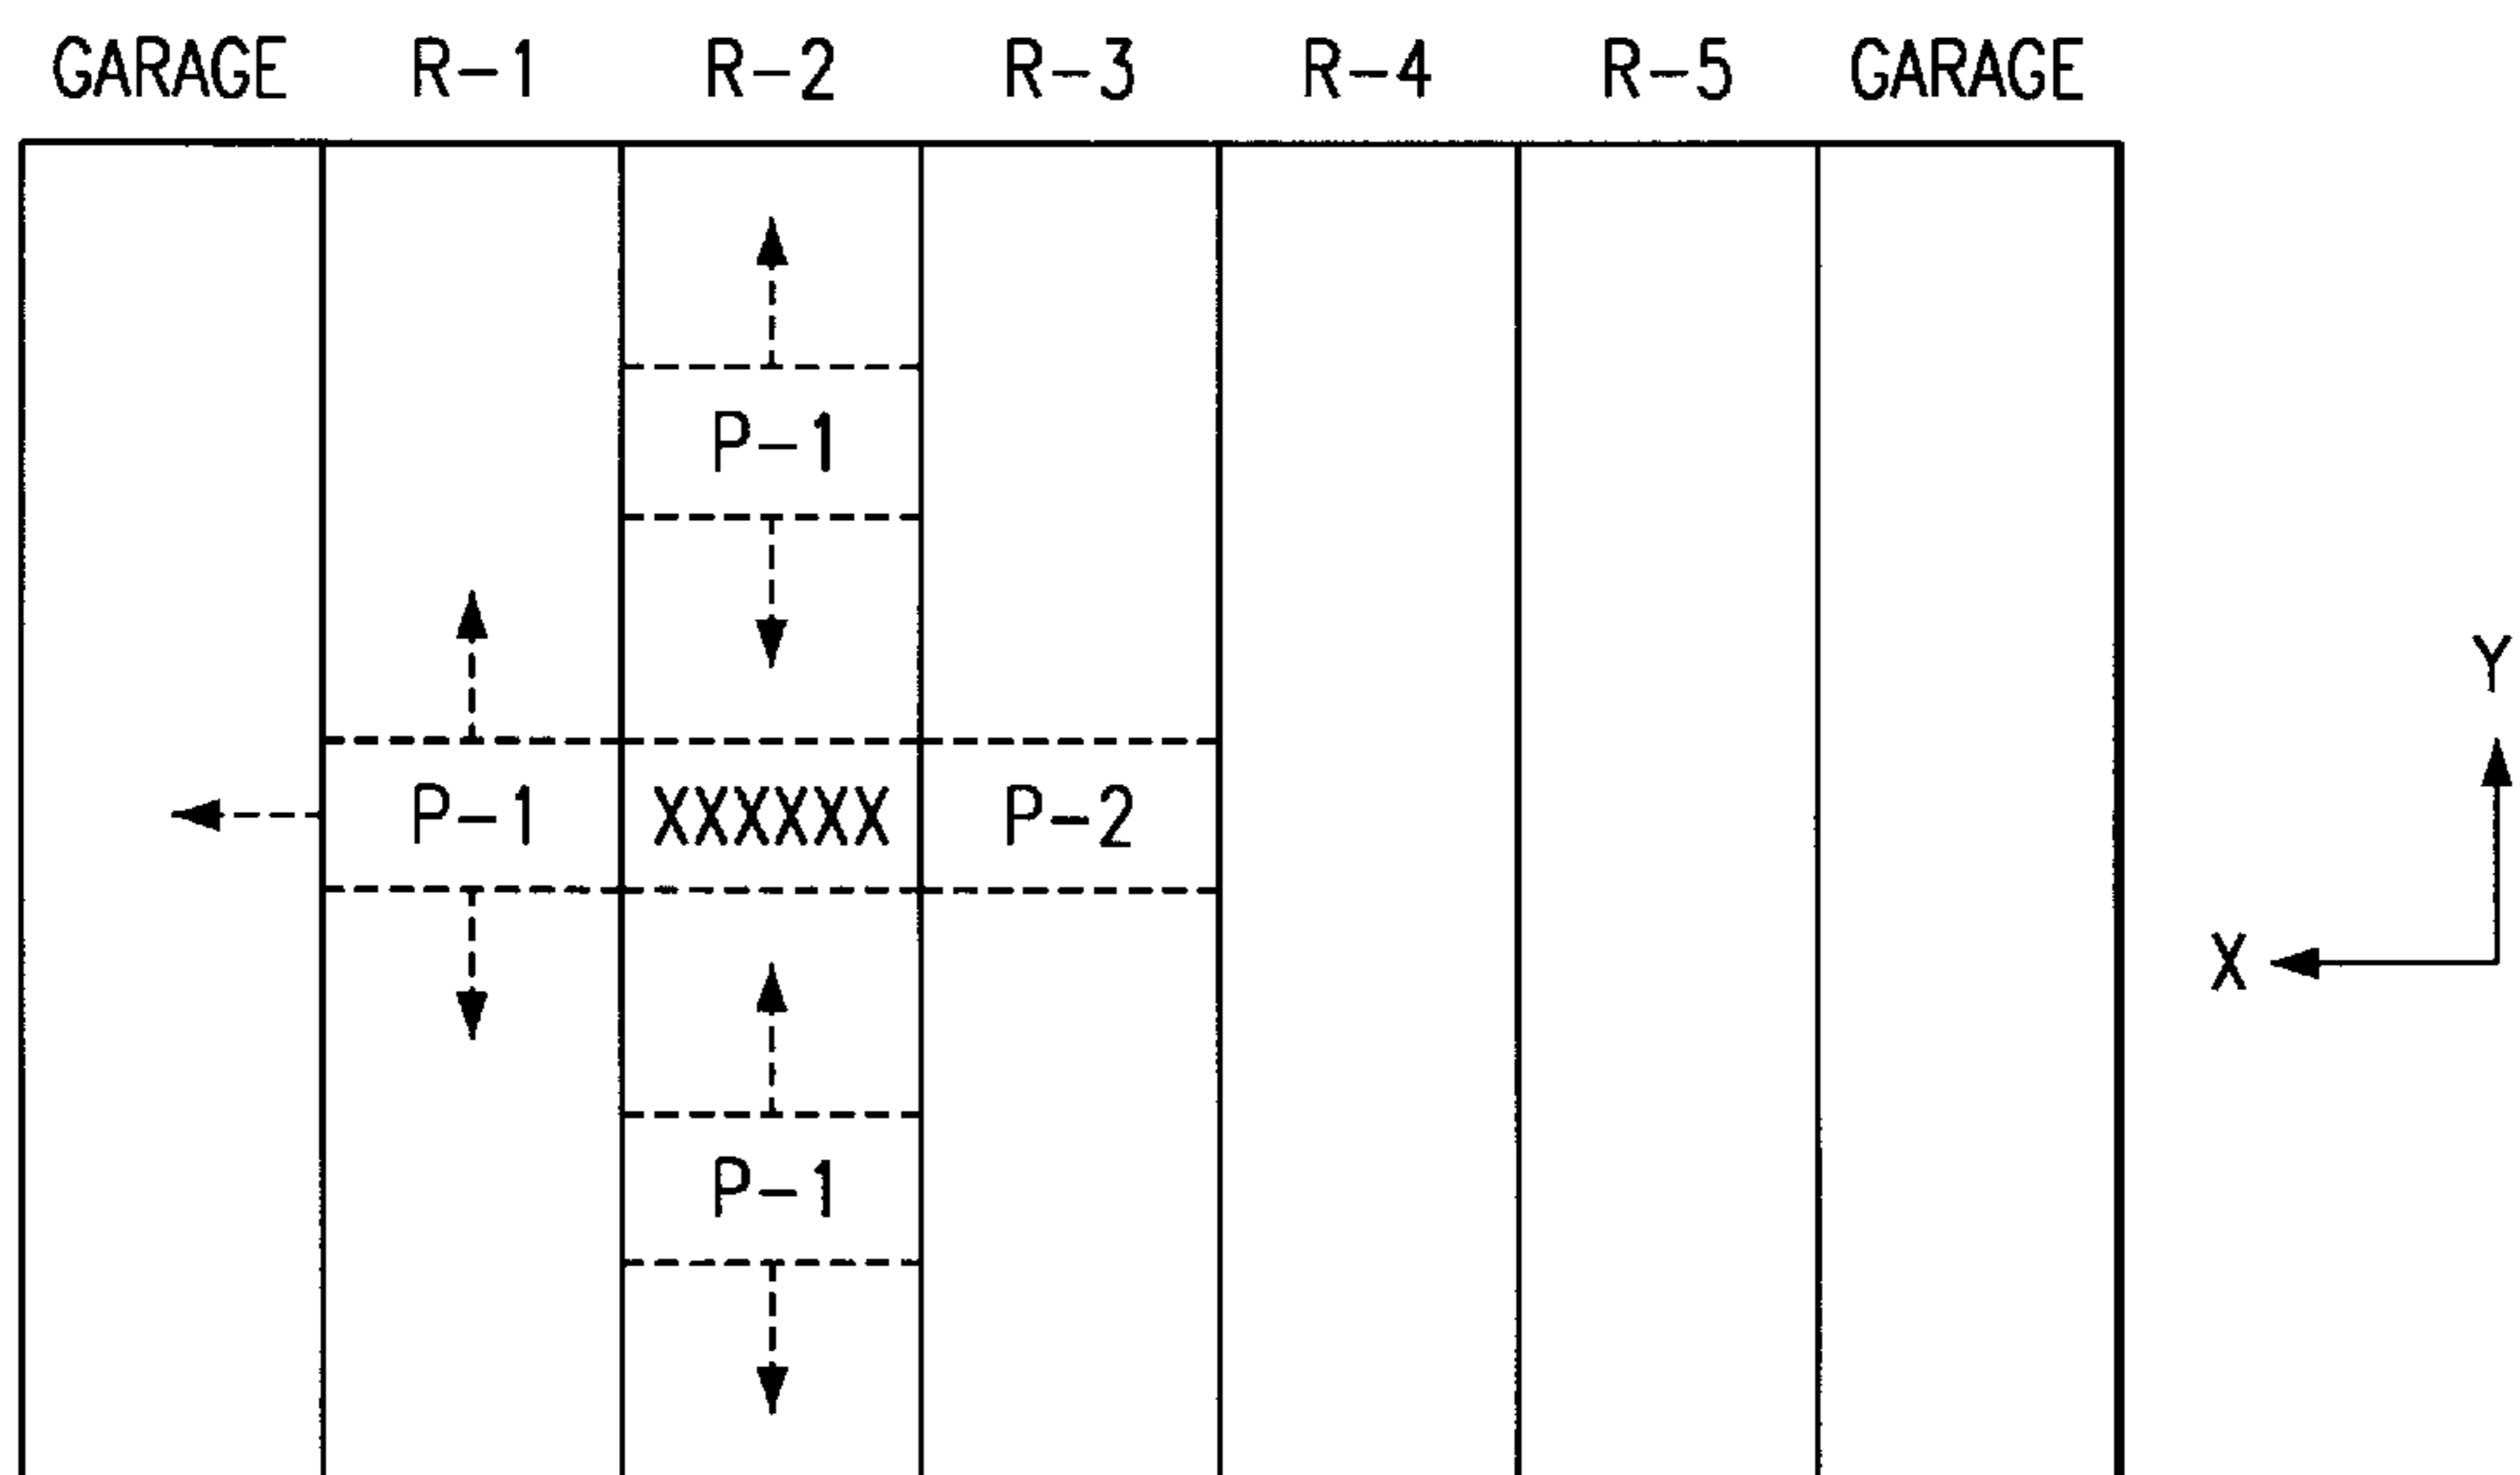 GARAGE R-1 R-2 R-3 R-4 R-5 GARAGE
P-1
Y
P-1 XXXXXX P-2
X
P-1